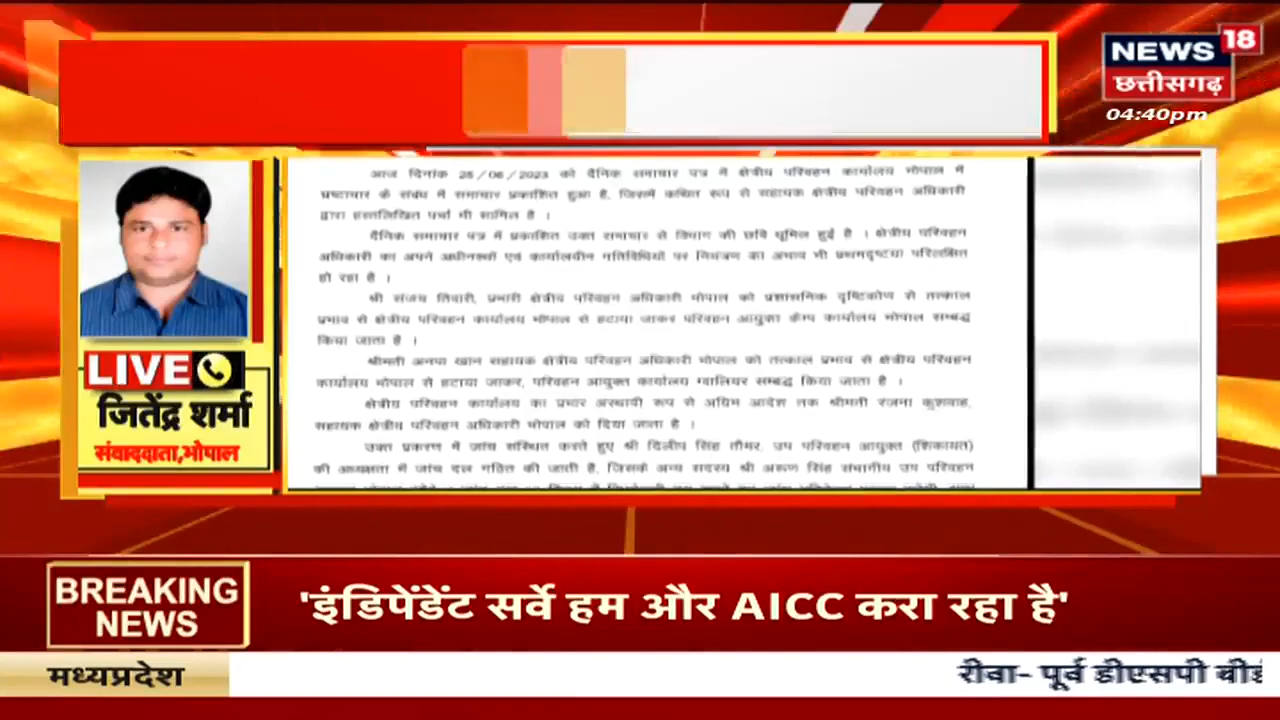 NEWS 18
छत्तीसगढ़
04:40pm
आज दिनांक 25/06/2023 को दैनिक समाचार पत्र में क्षेत्रीय परिवहन कार्यालय भोपाल में
भ्रष्टाचार के संबंध में समाचार प्रकाशित हुआ है, जिसमें कथित रूप से सहायक क्षेत्रीय परिवहन अधिकारी
द्वारा हस्तलिखित पर्चा भी शामिल है ।
दैनिक समाचार पत्र में प्रकाशित उक्त समाचार से विभाग की छवि धूमिल हुई है । क्षेत्रीय परिवहन
अधिकारी का अपने अधीनस्थों एवं कार्यालयीन गतिविधियों पर नियंत्रण का अभाव भी प्रथमदृष्टया परिलक्षित
हो रहा है ।
श्री संजय तिवारी, प्रभारी क्षेत्रीय परिवहन अधिकारी भोपाल को प्रशासनिक दृष्टिकोण से तत्काल
प्रभाव से क्षेत्रीय परिवहन कार्यालय भोपाल से हटाया जाकर परिवहन आयुक्त कैम्प कार्यालय भोपाल सम्बद्ध
किया जाता है ।
श्रीमती अनपा खान सहायक क्षेत्रीय परिवहन अधिकारी भोपाल को तत्काल प्रभाव से क्षेत्रीय परिवहन
कार्यालय भोपाल से हटाया जाकर, परिवहन आयुक्त कार्यालय ग्वालियर सम्बद्ध किया जाता है ।
क्षेत्रीय परिवहन कार्यालय का प्रभार अस्थायी रूप से अग्रिम आदेश तक श्रीमती रंजना कुशवाह,
सहायक क्षेत्रीय परिवहन अधिकारी भोपाल को दिया जाता है ।
उक्त प्रकरण में जांच संस्थित करते हुए श्री दिलीप सिंह तौमर, उप परिवहन आयुक्त (शिकायत)
की अध्यक्षता में जांच दल गठित की जाती है, जिसके अन्य सदस्य श्री अरूण सिंह संभागीय उप परिवहन
LIVE
जितेंद्र शर्मा
संवाददाता,भोपाल
BREAKING
NEWS
'इंडिपेंडेंट सर्वे हम और AICC करा रहा है'
मध्यप्रदेश
रीवा- पूर्व डीएसपी